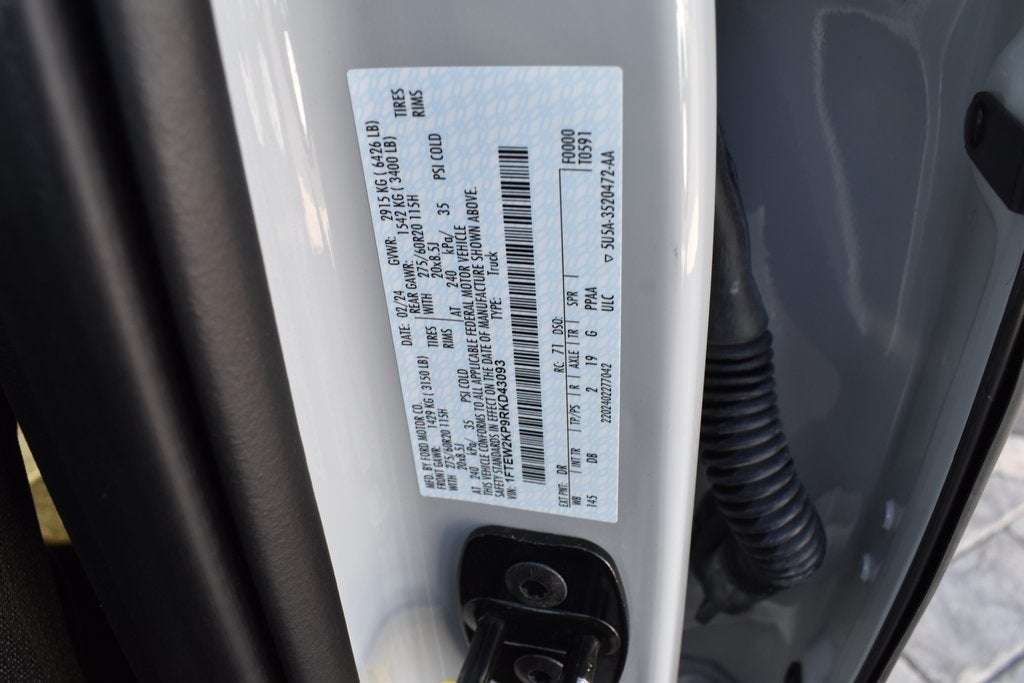 MFD. BY FORD MOTOR CO. DATE: 02/24 GVWR: 2915 KG ( 6426 LB)
FRONT GAWR: 1429 KG ( 3150 LB) REAR GAWR: 1542 KG ( 3400 LB)
WITH 275/60R20 115H TIRES WITH 275/60R20 115H TIRES
20x8.5J RIMS 20x8.5J RIMS
AT 240 kPa/ 35 PSI COLD AT 240 kPa/ 35 PSI COLD
THIS VEHICLE CONFORMS TO ALL APPLICABLE FEDERAL MOTOR VEHICLE
SAFETY STANDARDS IN EFFECT ON THE DATE OF MANUFACTURE SHOWN ABOVE.
VIN: 1FTEW2KP9RKD43093 TYPE: Truck
EXT PNT: DR RC: 71 DSO: F0000
WB INT TR TP/PS R AXLE TR SPR T0591
145 DB 2 19 G PPAA
2202402277042 ULC ▽ 5U5A-3520472-AA